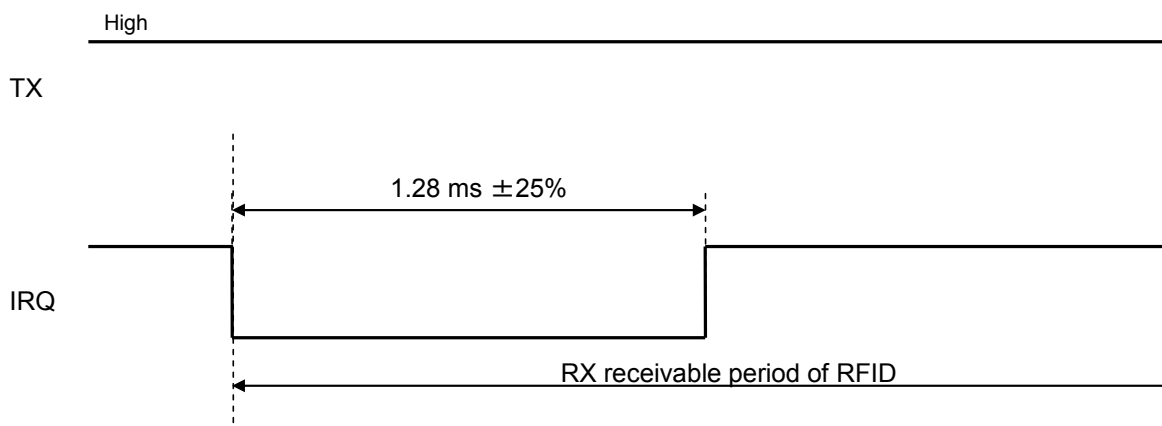 High
TX
1.28 ms ±25%
IRQ
RX receivable period of RFID